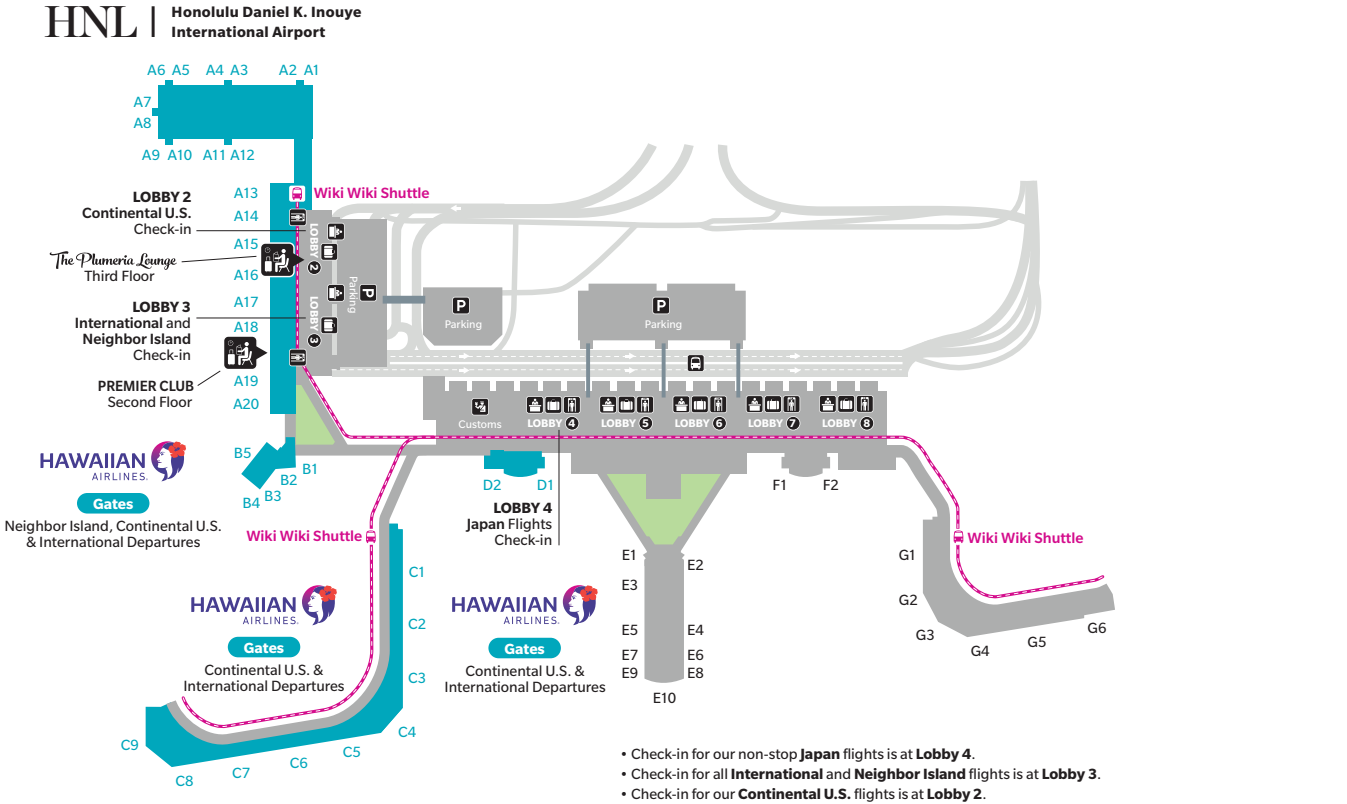 HNL
Honolulu Daniel K. Inouye
International Airport
A6 A5 A4 A3 A2 A1
A7
A8
A9 A10 A11 A12
A13
Wiki Wiki Shuttle
LOBBY 2
Continental U.S.
Check-in
A14
A15
The Plumeria Lounge
Third Floor
A16
LOBBY 2
LOBBY 3
International and
Neighbor Island
Check-in
A17
A18
LOBBY 3
P
Parking
P
Parking
P
Parking
PREMIER CLUB
Second Floor
A19
A20
Customs
LOBBY 4
LOBBY 5
LOBBY 6
LOBBY 7
LOBBY 8
B5
B4
B3
B2
B1
HAWAIIAN
AIRLINES.
Gates
Neighbor Island, Continental U.S.
& International Departures
D2 D1
F1 F2
LOBBY 4
Japan Flights
Check-in
Wiki Wiki Shuttle
Wiki Wiki Shuttle
C1
C2
C3
C4
C5
C6
C7
C8
C9
HAWAIIAN
AIRLINES.
Gates
Continental U.S. &
International Departures
HAWAIIAN
AIRLINES.
Gates
Continental U.S. &
International Departures
E1 E2
E3
E5 E4
E7 E6
E9 E8
E10
G1
G2
G3
G4
G5
G6
• Check-in for our non-stop Japan flights is at Lobby 4.
• Check-in for all International and Neighbor Island flights is at Lobby 3.
• Check-in for our Continental U.S. flights is at Lobby 2.